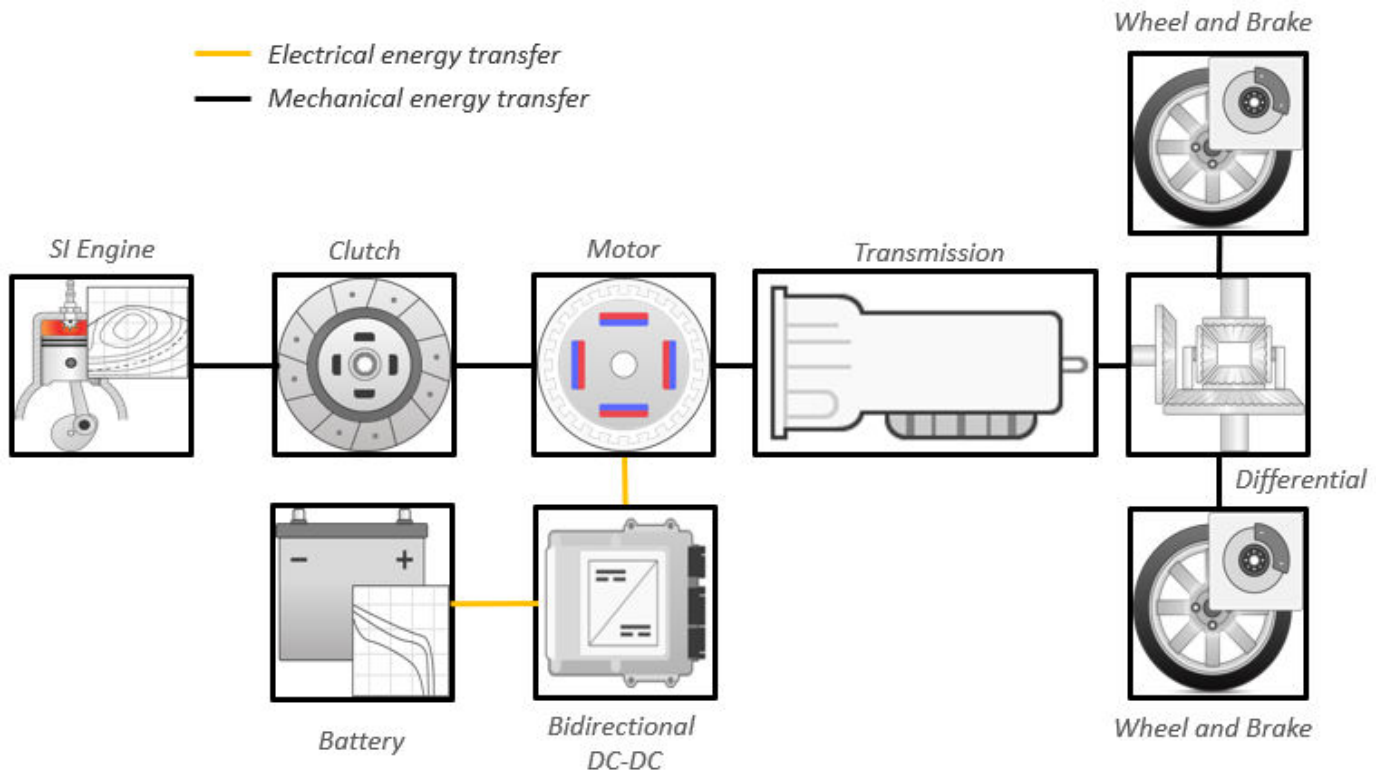 Wheel and Brake
Electrical energy transfer
Mechanical energy transfer
SI Engine
Clutch
Motor
Transmission
Differential
Battery
Bidirectional
DC-DC
Wheel and Brake